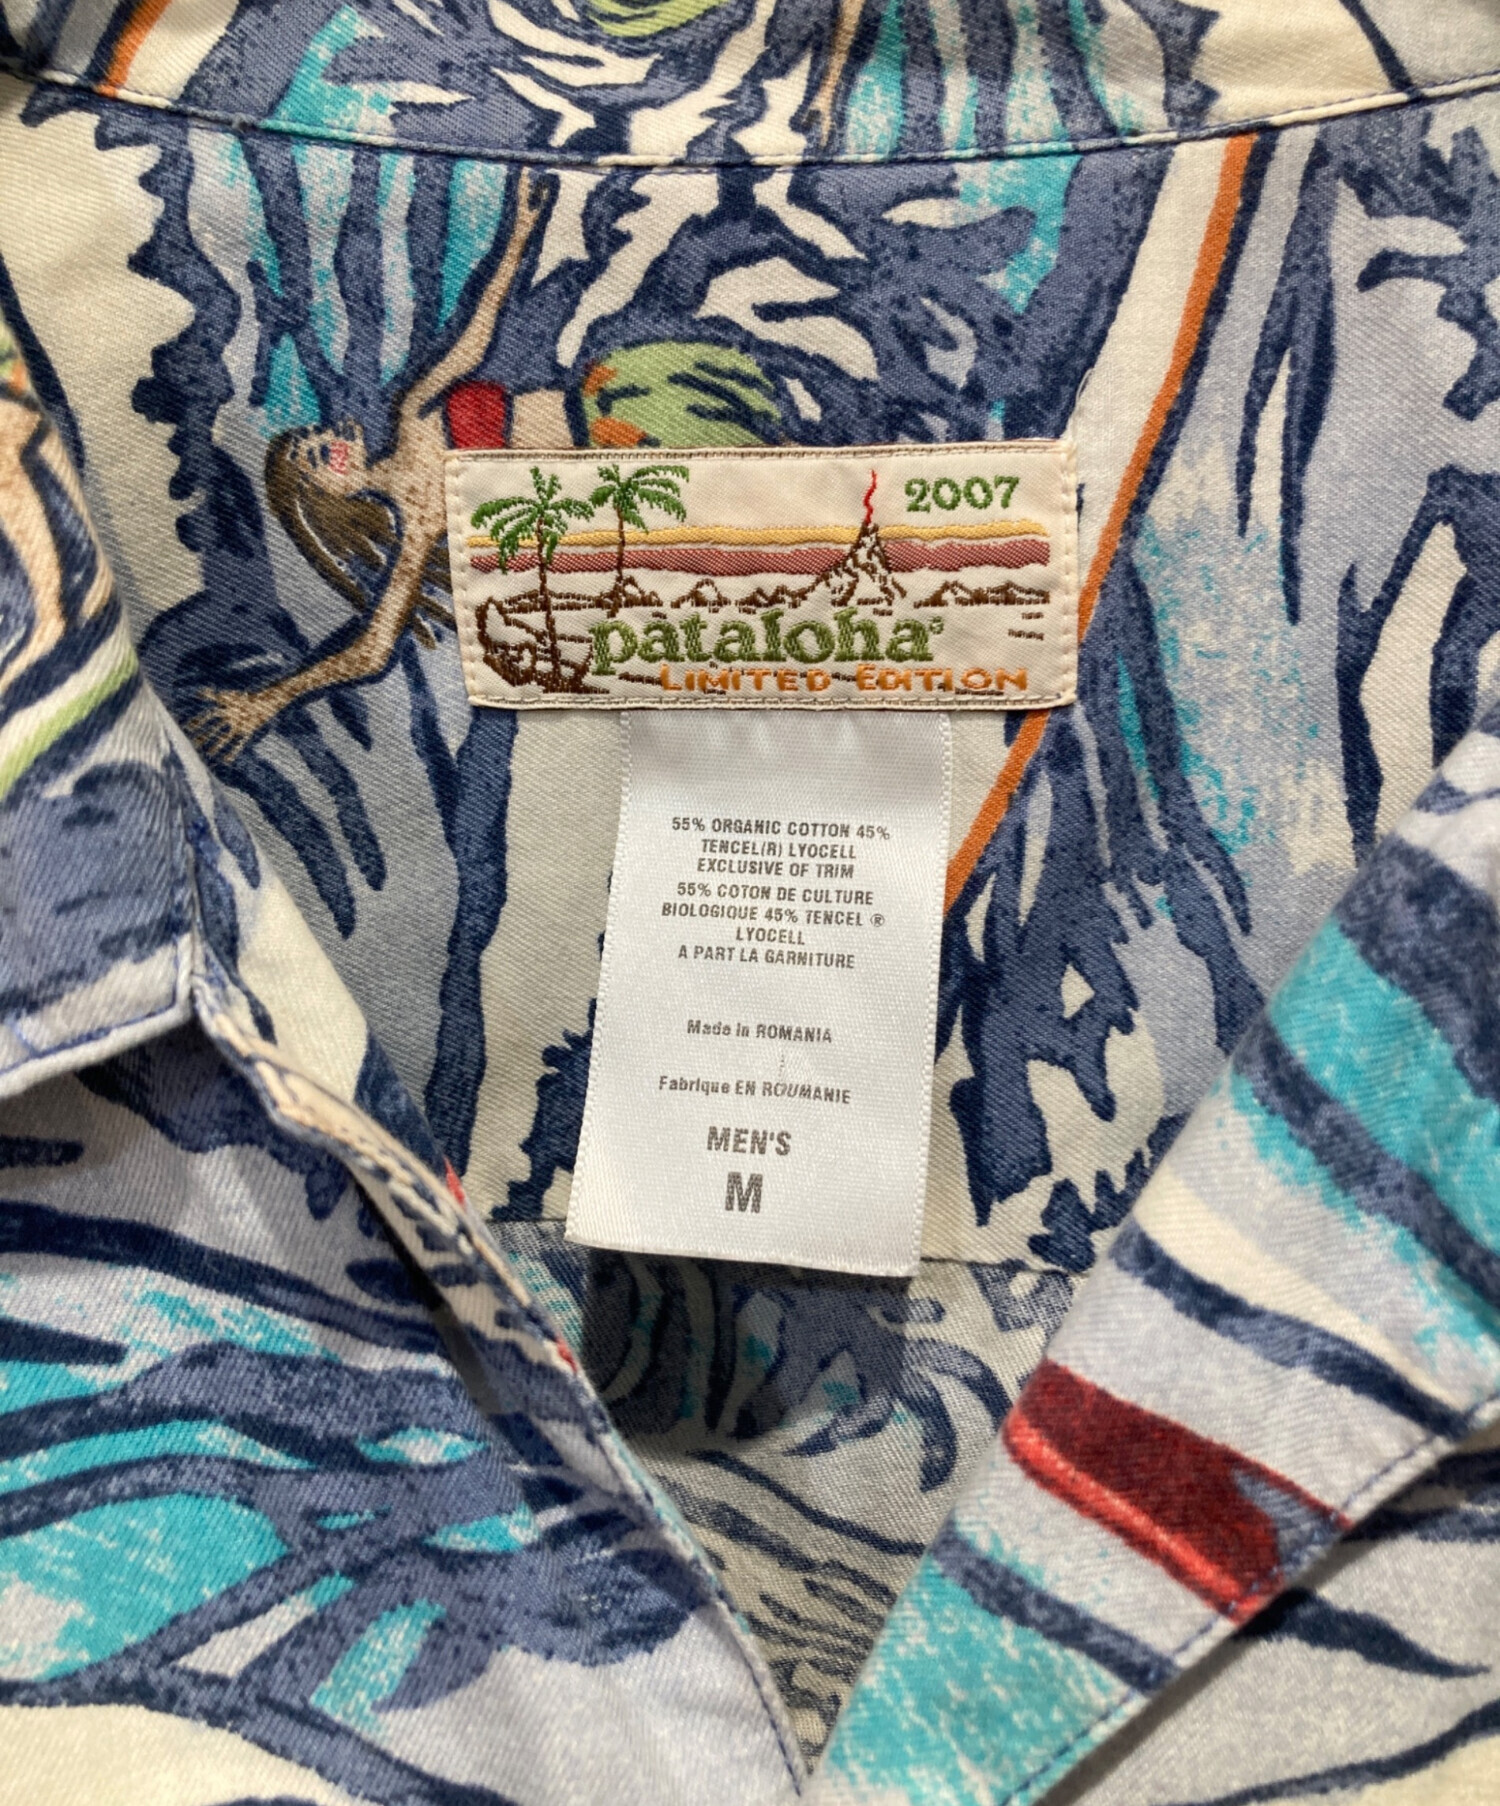 2007
pataloha®
LIMITED EDITION
55% ORGANIC COTTON 45%
TENCEL(R) LYOCELL
EXCLUSIVE OF TRIM
55% COTON DE CULTURE
BIOLOGIQUE 45% TENCEL ®
LYOCELL
A PART LA GARNITURE
Made in ROMANIA
Fabrique EN ROUMANIE
MEN'S
M